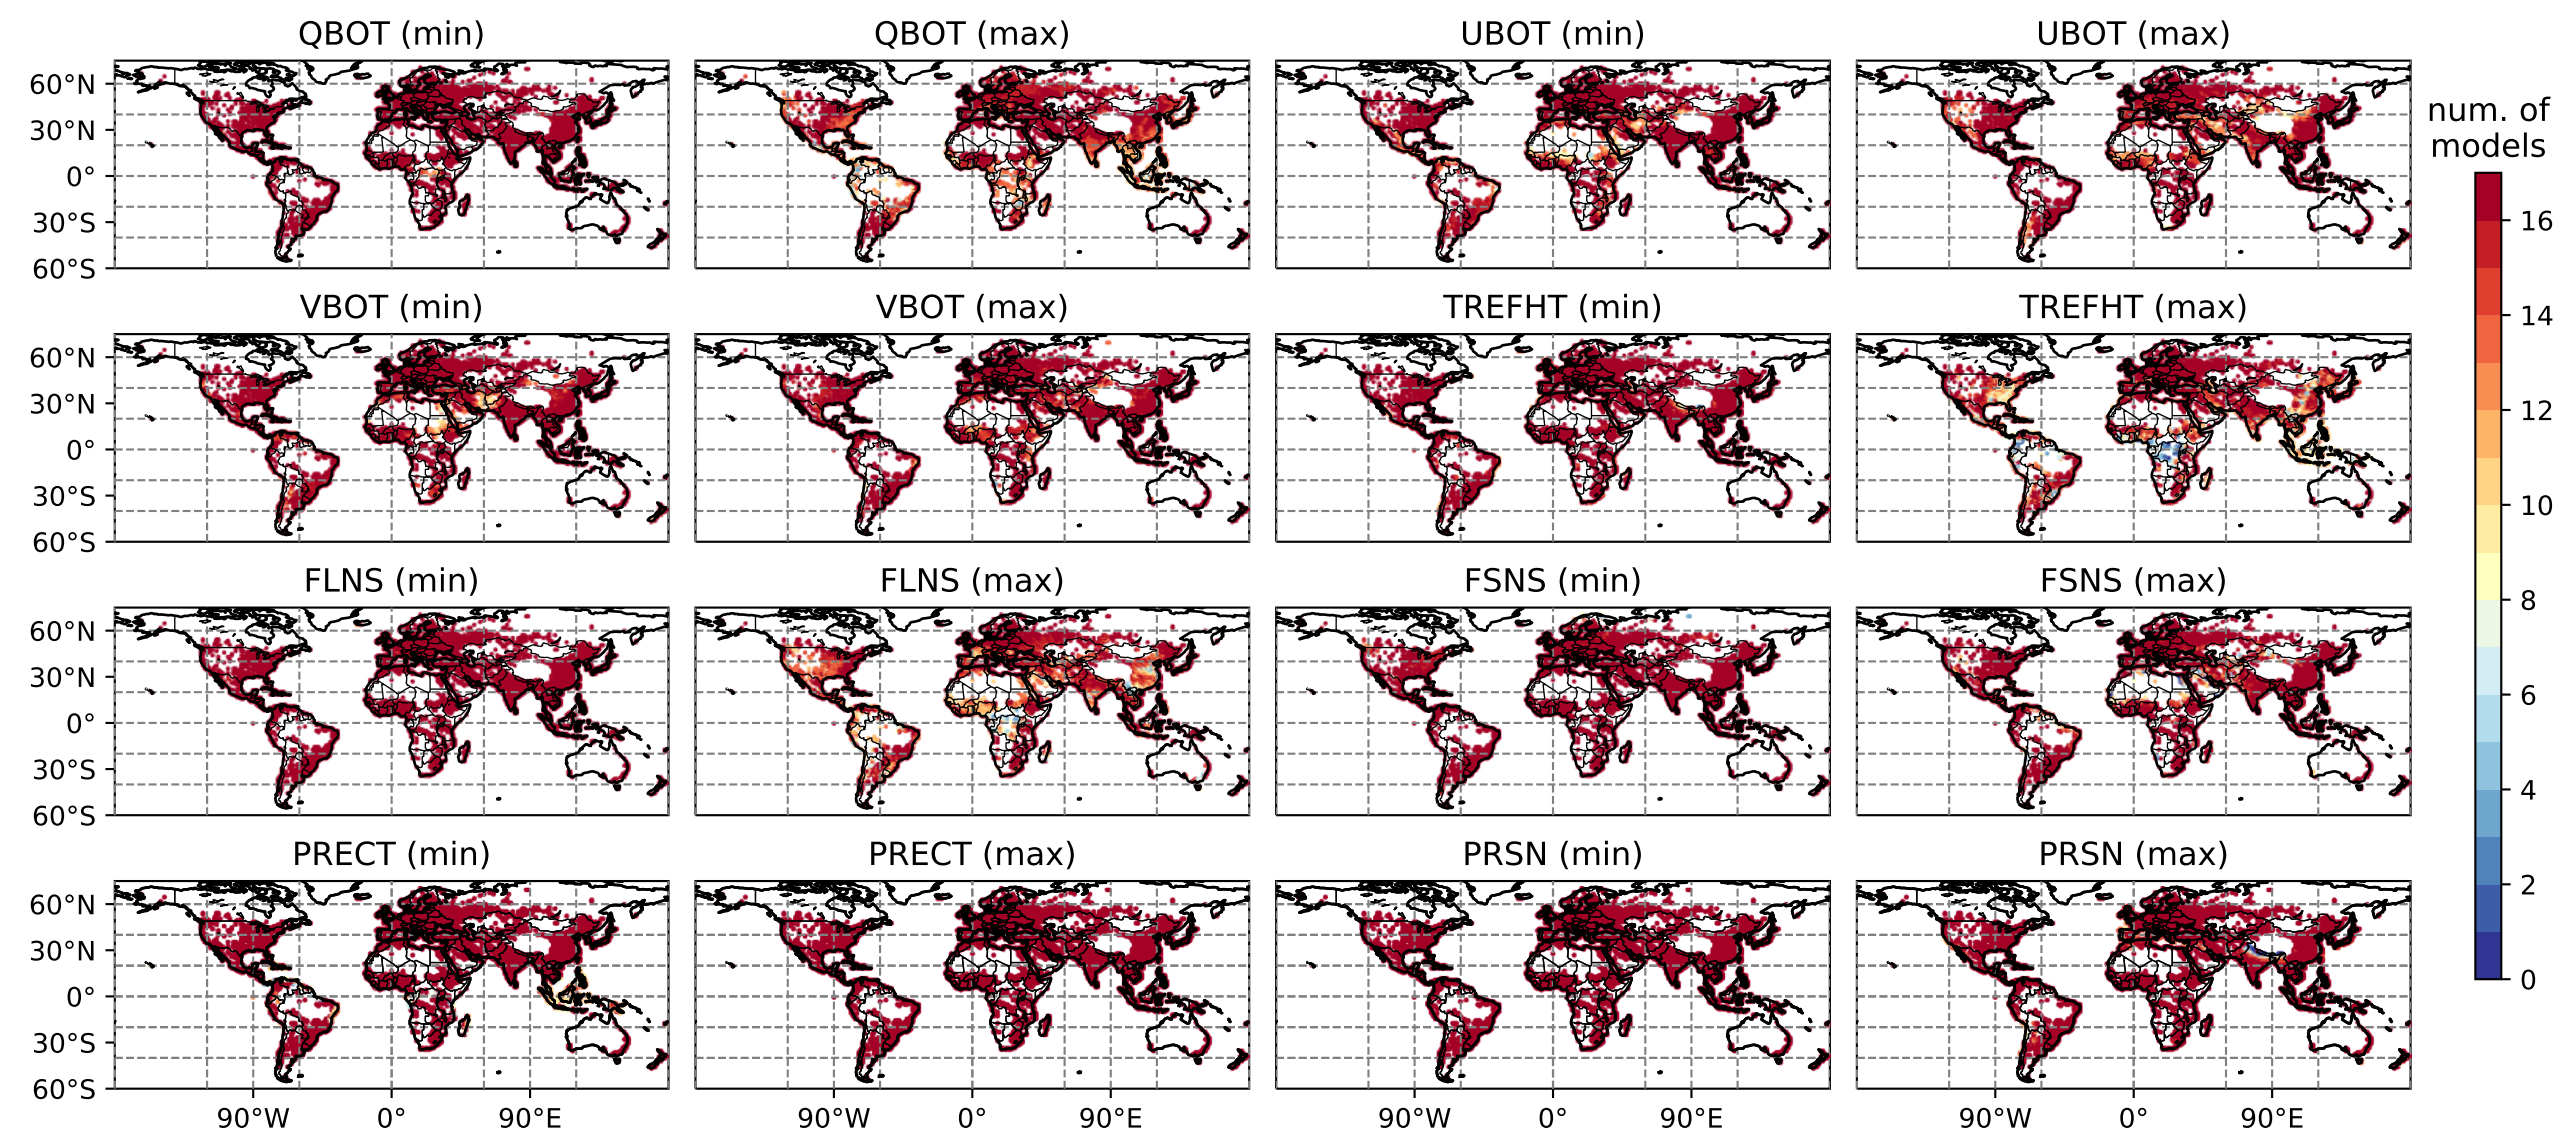 QBOT (min)
QBOT (max)
UBOT (min)
UBOT (max)
60°N
30°N
0°
30°S
60°S
num. of
models
16
14
12
10
8
6
4
2
0
VBOT (min)
VBOT (max)
TREFHT (min)
TREFHT (max)
60°N
30°N
0°
30°S
60°S
FLNS (min)
FLNS (max)
FSNS (min)
FSNS (max)
60°N
30°N
0°
30°S
60°S
PRECT (min)
PRECT (max)
PRSN (min)
PRSN (max)
60°N
30°N
0°
30°S
60°S
90°W 0° 90°E
90°W 0° 90°E
90°W 0° 90°E
90°W 0° 90°E